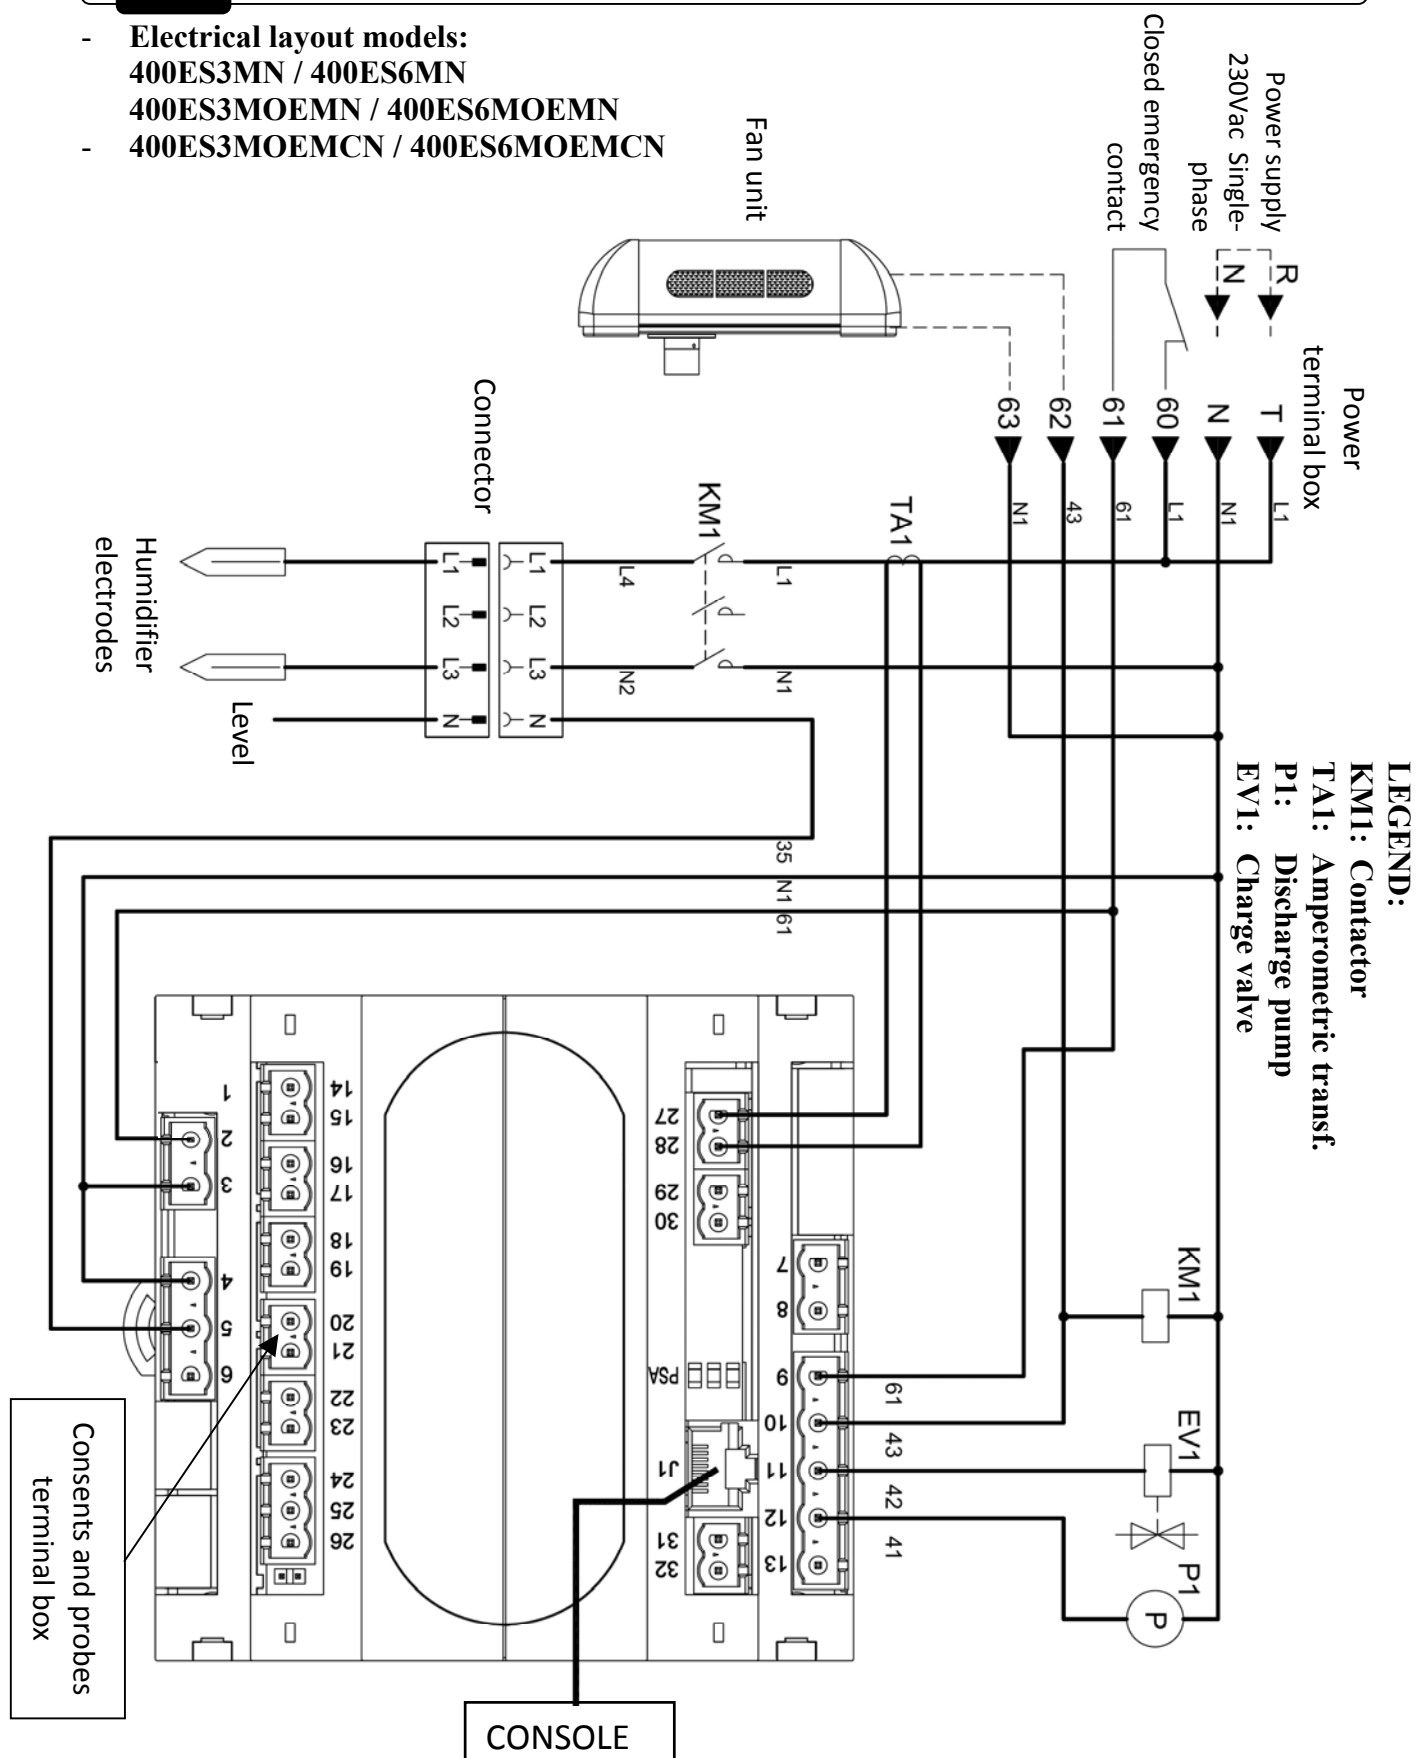 - Electrical layout models:
400ES3MN / 400ES6MN
400ES3MOEMN / 400ES6MOEMN
- 400ES3MOEMCN / 400ES6MOEMCN
Power supply
230Vac Single-
phase
Closed emergency
contact
Fan unit
R
N
Power
terminal box
T
N
60
61
62
63
L1
N1
L1
61
43
N1
TA1
KM1
L1
N1
L4
N2
Connector
L1
L2
L3
N
L1
L2
L3
N
Humidifier
electrodes
Level
LEGEND:
KM1: Contactor
TA1: Amperometric transf.
P1: Discharge pump
EV1: Charge valve
35
N1
61
1
2
3
4
5
6
14
15
16
17
18
19
20
21
22
23
24
25
26
27
28
29
30
PSA
J1
31
32
7
8
9
10
11
12
13
61
43
42
41
KM1
EV1
P1
P
Consents and probes
terminal box
CONSOLE